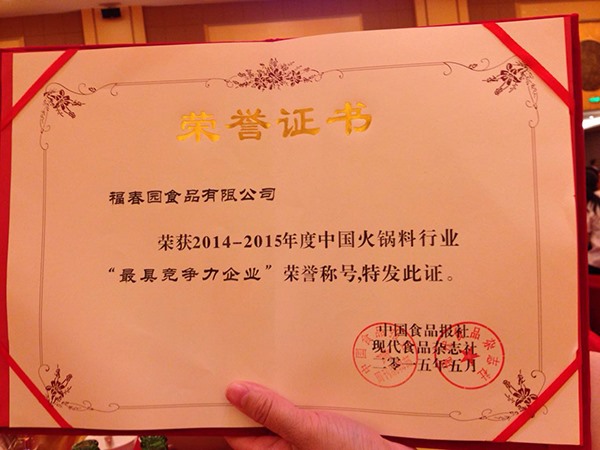 荣誉证书
福春园食品有限公司
荣获2014-2015年度中国火锅料行业
“最具竞争力企业”荣誉称号,特发此证。
中国食品报社
现代食品杂志社
二零一五年五月